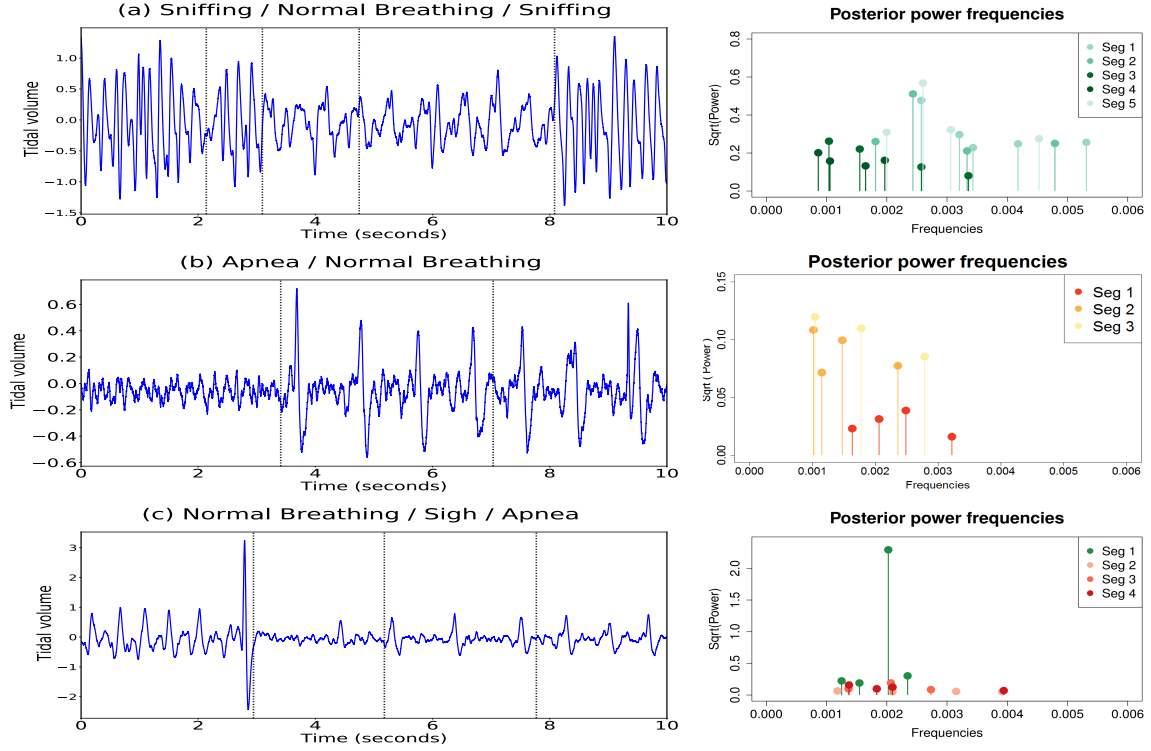 (a) Sniffing / Normal Breathing / Sniffing
Tidal volume
1.0
0.5
0.0
−0.5
−1.0
−1.5
0 2 4 6 8 10
Time (seconds)
Posterior power frequencies
Sqrt(Power)
0.8
0.6
0.4
0.2
0.0
Seg 1
Seg 2
Seg 3
Seg 4
Seg 5
0.000 0.001 0.002 0.003 0.004 0.005 0.006
Frequencies
(b) Apnea / Normal Breathing
Tidal volume
0.6
0.4
0.2
0.0
−0.2
−0.4
−0.6
0 2 4 6 8 10
Time (seconds)
Posterior power frequencies
Sqrt ( Power )
0.15
0.10
0.05
0.00
Seg 1
Seg 2
Seg 3
0.000 0.001 0.002 0.003 0.004 0.005 0.006
Frequencies
(c) Normal Breathing / Sigh / Apnea
Tidal volume
3
2
1
0
−1
−2
0 2 4 6 8 10
Time (seconds)
Posterior power frequencies
Sqrt(Power)
2.0
1.5
1.0
0.5
0.0
Seg 1
Seg 2
Seg 3
Seg 4
0.000 0.001 0.002 0.003 0.004 0.005 0.006
Frequencies